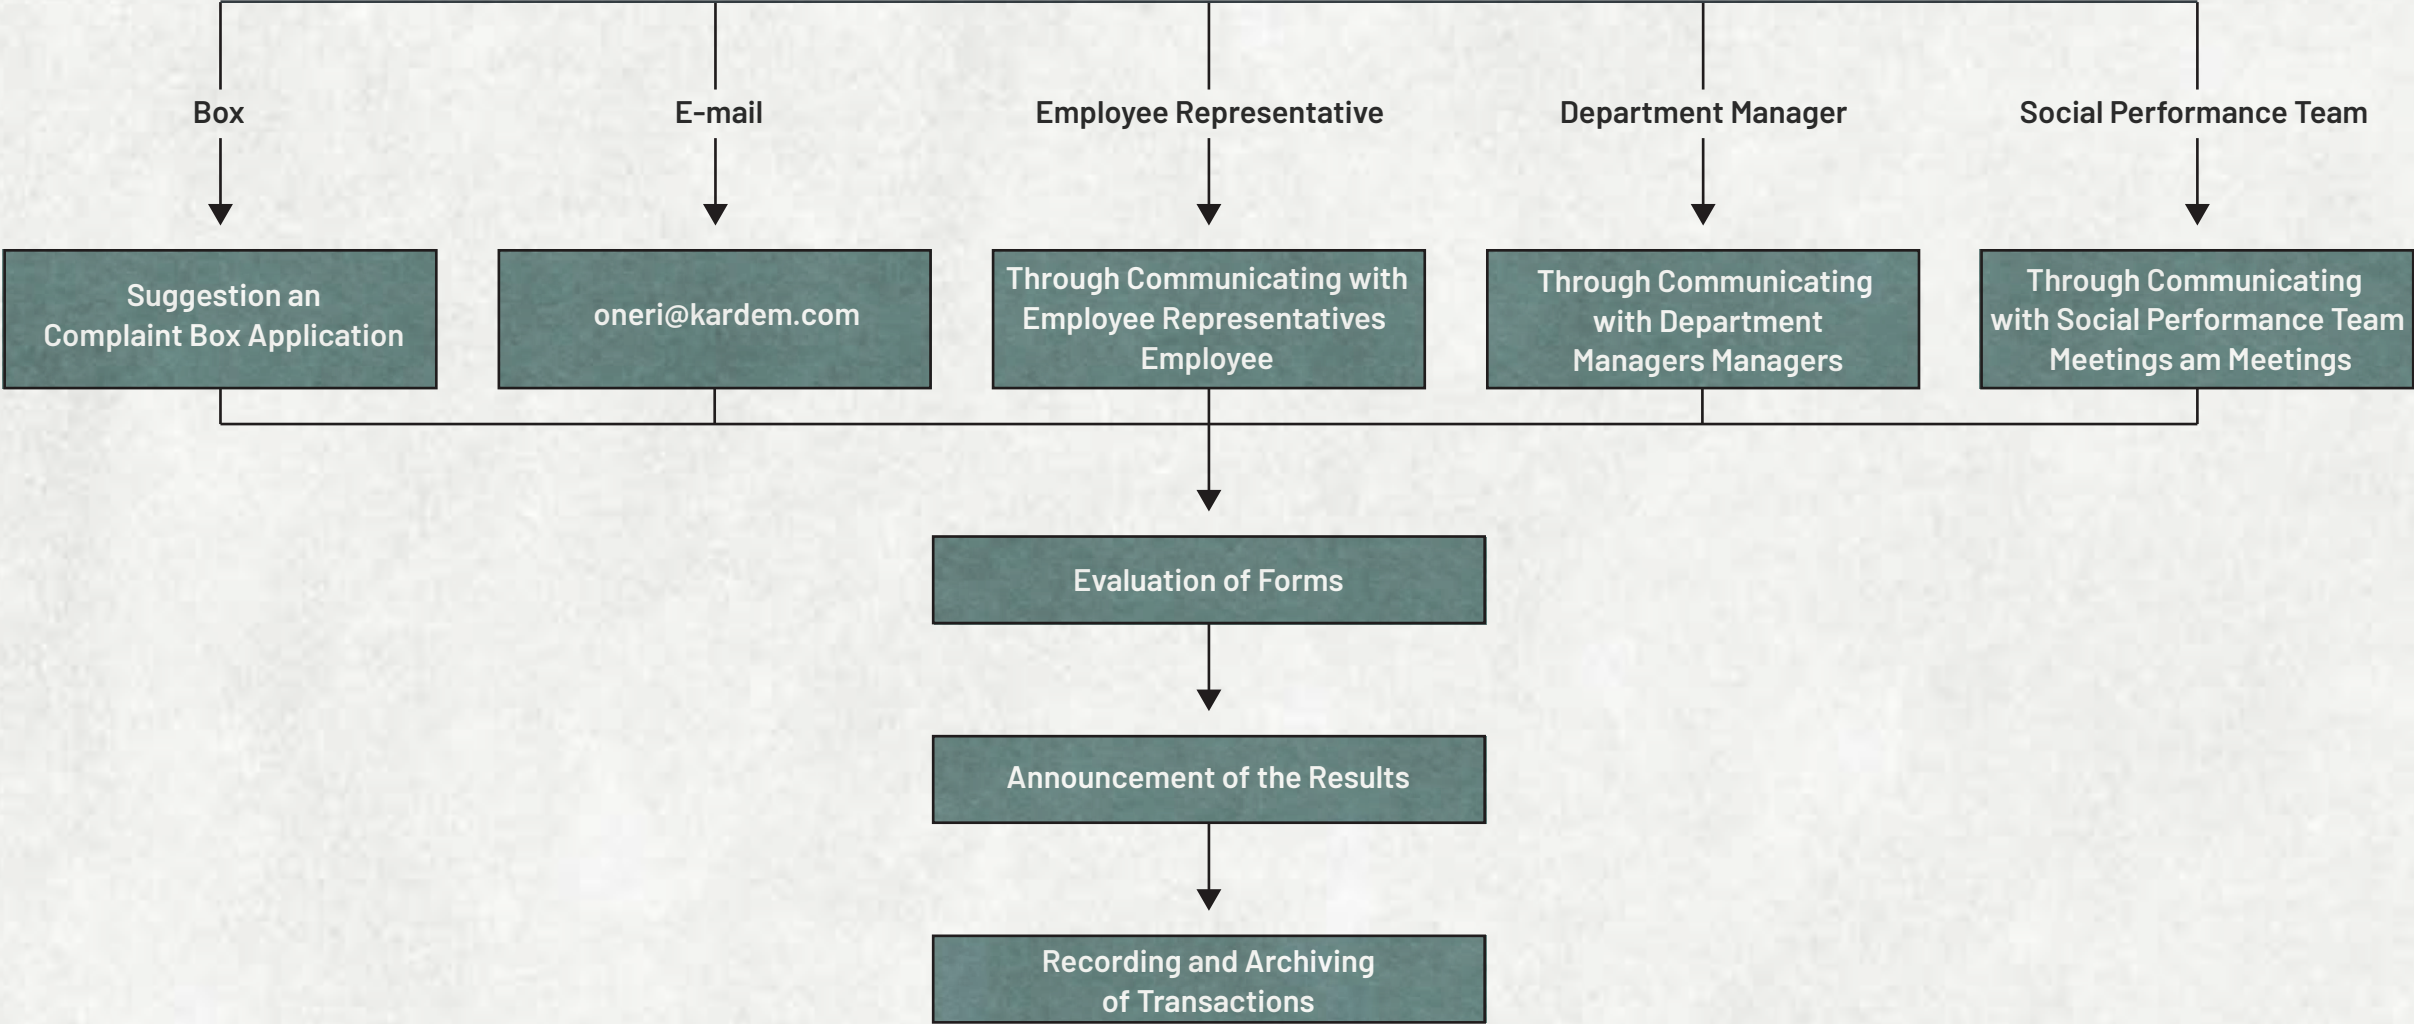 Box
E-mail
Employee Representative
Department Manager
Social Performance Team
Suggestion an
Complaint Box Application
oneri@kardem.com
Through Communicating with
Employee Representatives
Employee
Through Communicating
with Department
Managers Managers
Through Communicating
with Social Performance Team
Meetings am Meetings
Evaluation of Forms
Announcement of the Results
Recording and Archiving
of Transactions